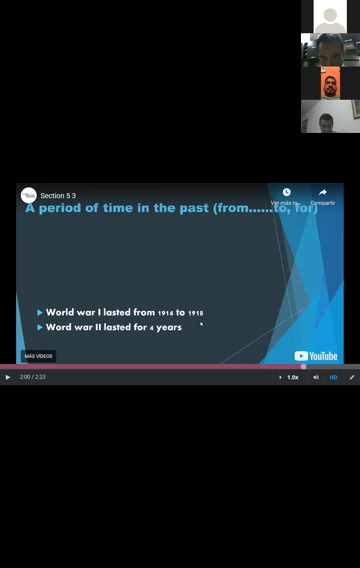 Section 5 3
Ver más ta...
Compartir
A period of time in the past (from......to, for)
World war I lasted from 1914 to 1918
Word war II lasted for 4 years
MÁS VÍDEOS
YouTube
2:00 / 2:23
1.0x
HD